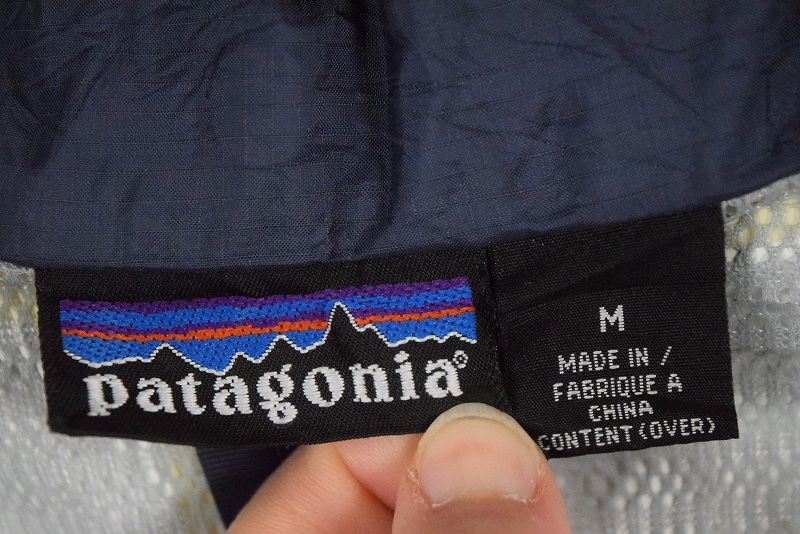 patagonia®
M
MADE IN /
FABRIQUE A
CHINA
CONTENT (OVER)